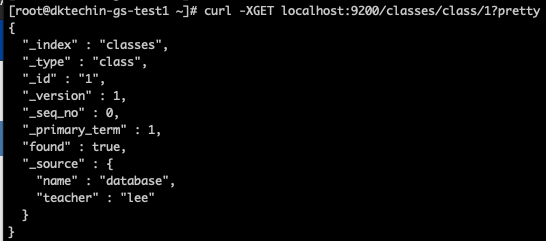 [root@dktechin-gs-test1 ~]# curl -XGET localhost:9200/classes/class/1?pretty
{
  "_index" : "classes",
  "_type" : "class",
  "_id" : "1",
  "_version" : 1,
  "_seq_no" : 0,
  "_primary_term" : 1,
  "found" : true,
  "_source" : {
    "name" : "database",
    "teacher" : "lee"
  }
}